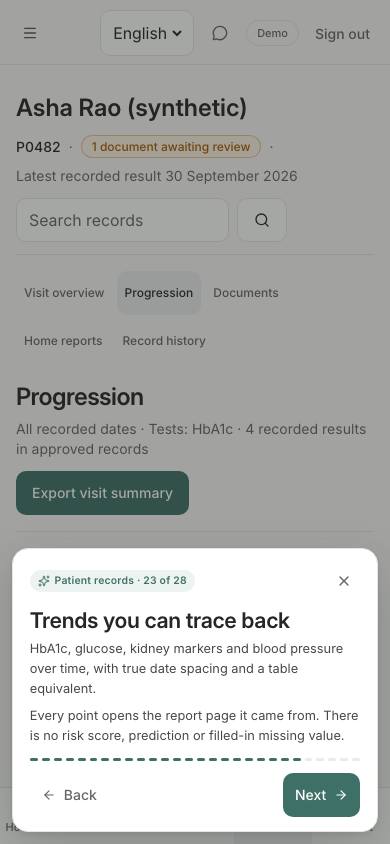 English
Demo
Sign out
Asha Rao (synthetic)
P0482 · 1 document awaiting review ·
Latest recorded result 30 September 2026
Search records
Visit overview Progression Documents
Home reports Record history
Progression
All recorded dates · Tests: HbA1c · 4 recorded results
in approved records
Export visit summary
Patient records · 23 of 28
Trends you can trace back
HbA1c, glucose, kidney markers and blood pressure
over time, with true date spacing and a table
equivalent.
Every point opens the report page it came from. There
is no risk score, prediction or filled-in missing value.
Back
Next